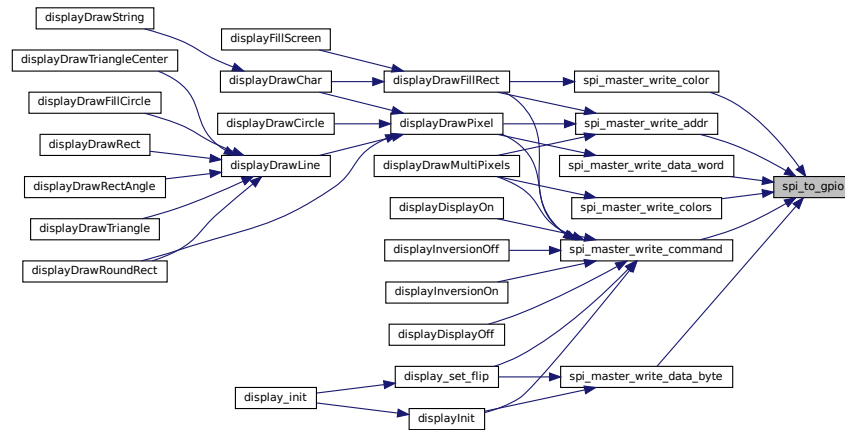 displayDrawString
displayDrawTriangleCenter
displayDrawFillCircle
displayDrawRect
displayDrawRectAngle
displayDrawTriangle
displayDrawRoundRect
displayFillScreen
displayDrawChar
displayDrawCircle
displayDrawLine
display_init
displayDrawFillRect
displayDrawPixel
displayDrawMultiPixels
displayDisplayOn
displayInversionOff
displayInversionOn
displayDisplayOff
display_set_flip
displayInit
spi_master_write_color
spi_master_write_addr
spi_master_write_data_word
spi_master_write_colors
spi_master_write_command
spi_master_write_data_byte
spi_to_gpio